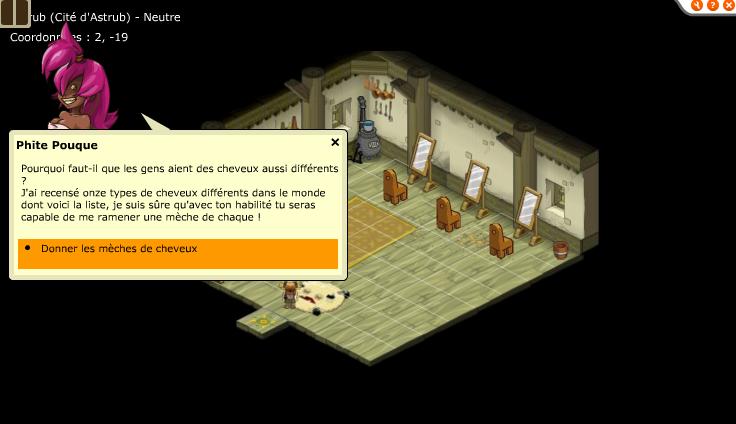 rub (Cité d'Astrub) - Neutre
Coordonnées : 2, -19
Phite Pouque
Pourquoi faut-il que les gens aient des cheveux aussi différents
?
J'ai recensé onze types de cheveux différents dans le monde
dont voici la liste, je suis sûre qu'avec ton habilité tu seras
capable de me ramener une mèche de chaque !
Donner les mèches de cheveux